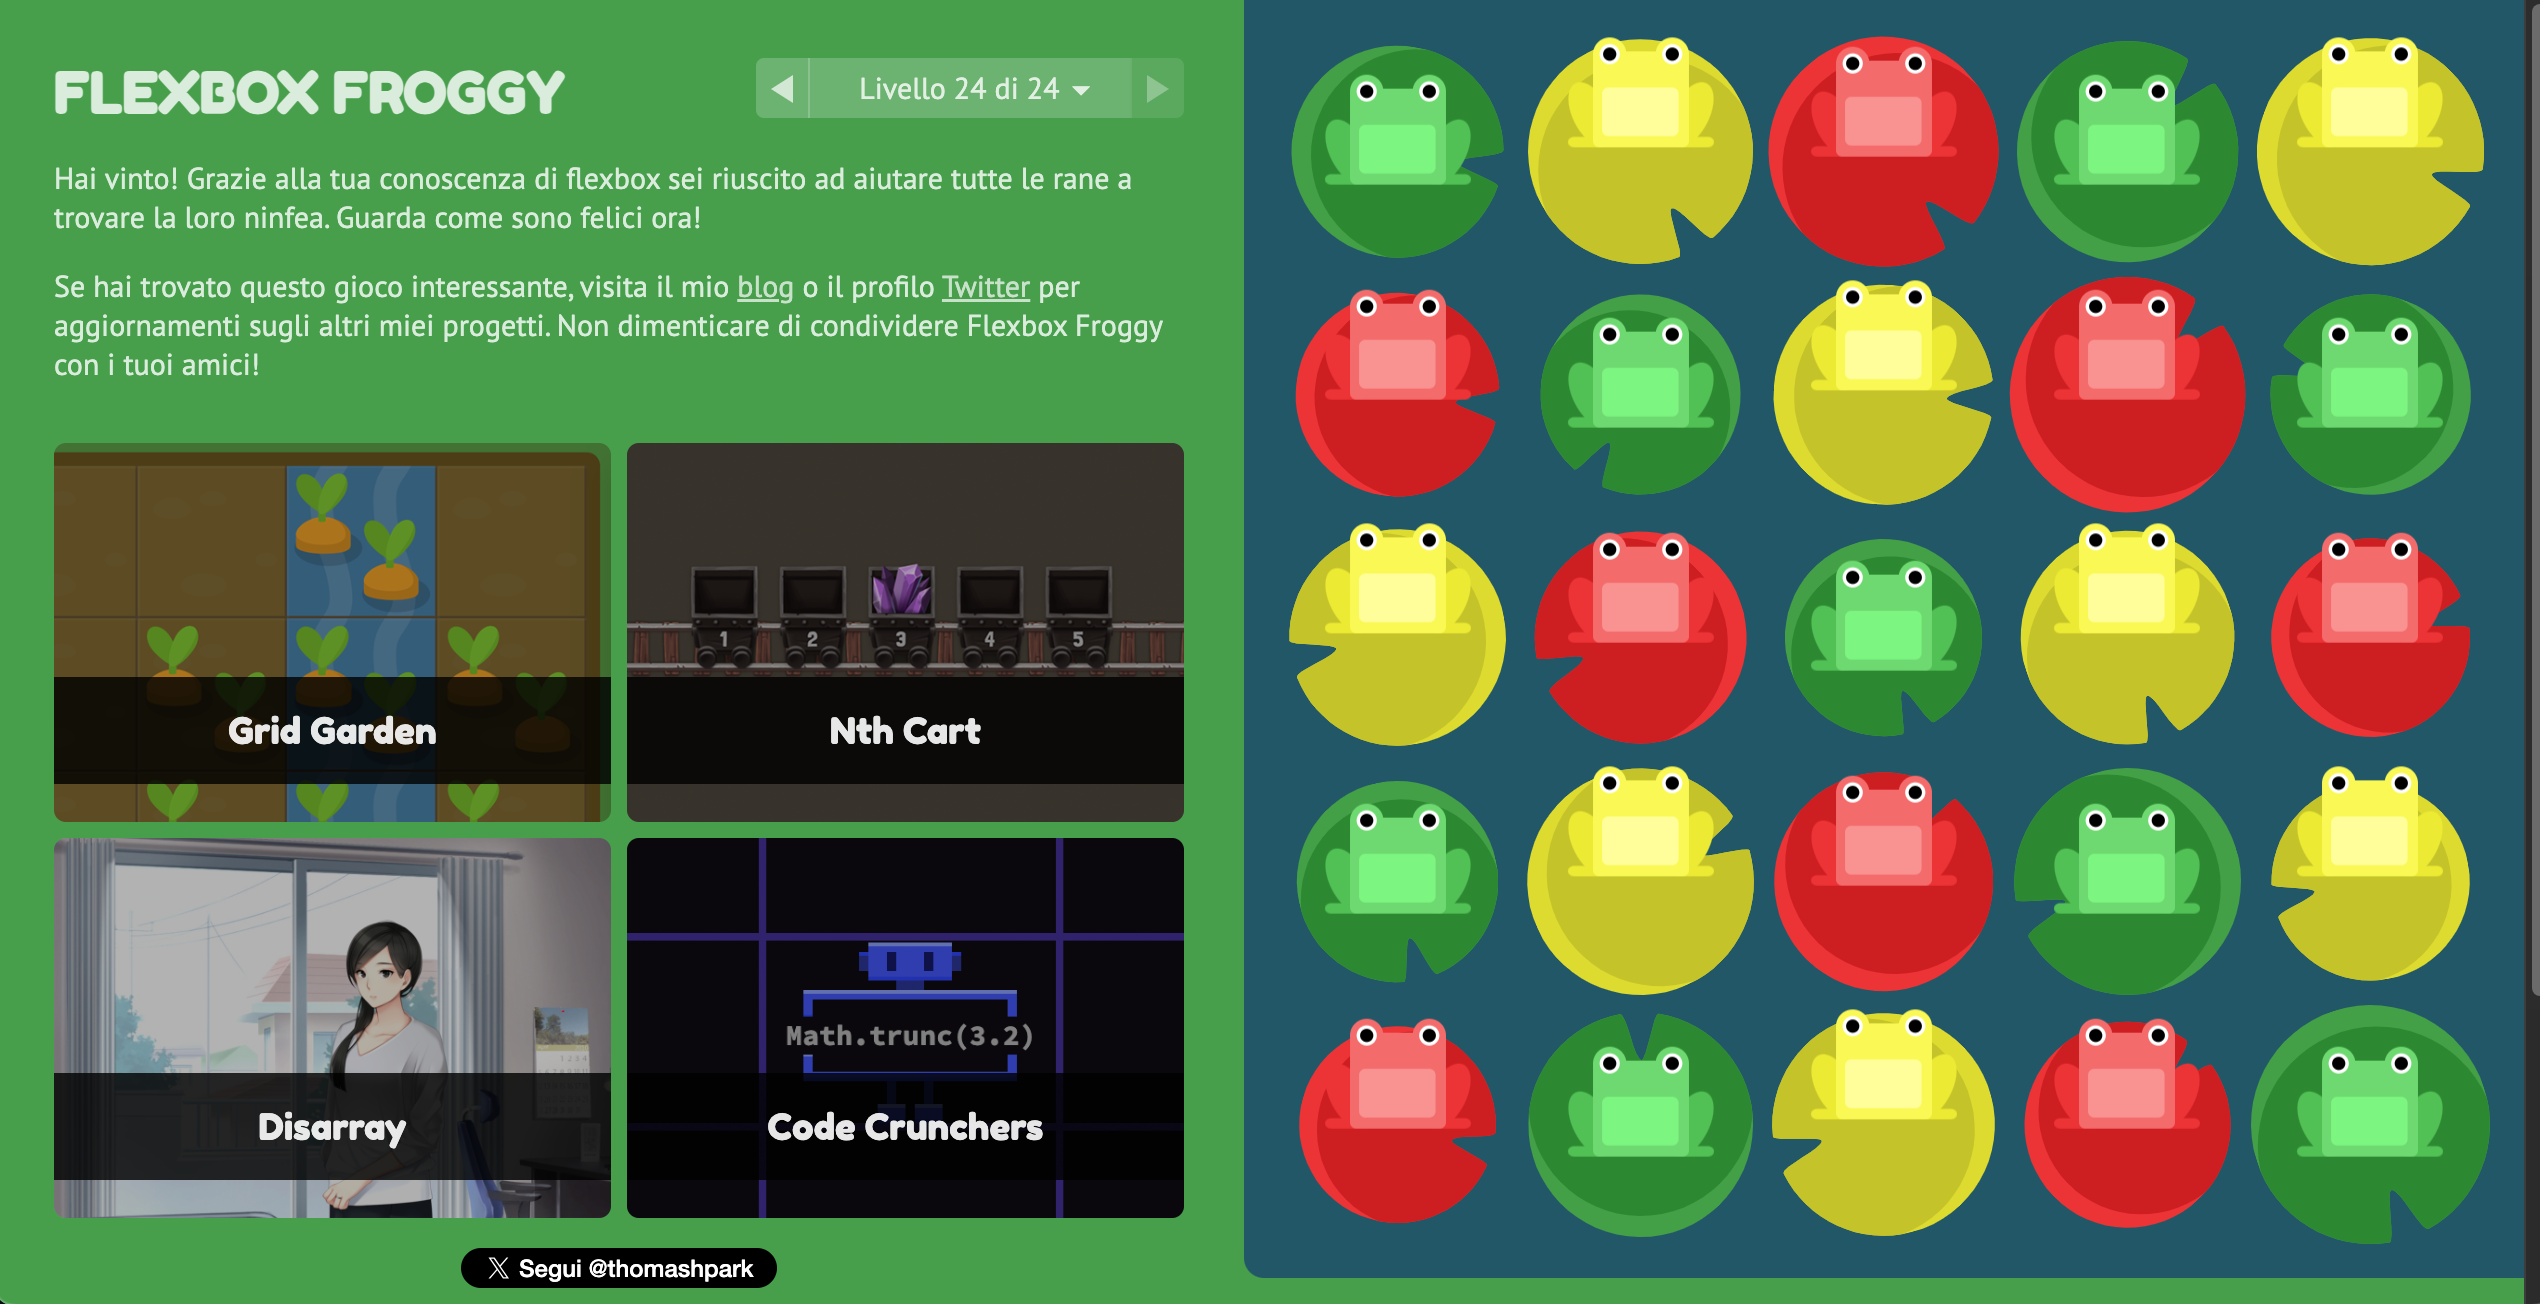 FLEXBOX FROGGY
Livello 24 di 24
Hai vinto! Grazie alla tua conoscenza di flexbox sei riuscito ad aiutare tutte le rane a
trovare la loro ninfea. Guarda come sono felici ora!
Se hai trovato questo gioco interessante, visita il mio blog o il profilo Twitter per
aggiornamenti sugli altri miei progetti. Non dimenticare di condividere Flexbox Froggy
con i tuoi amici!
Grid Garden
1 2 3 4 5
Nth Cart
Disarray
Math.trunc(3.2)
Code Crunchers
Segui @thomashpark